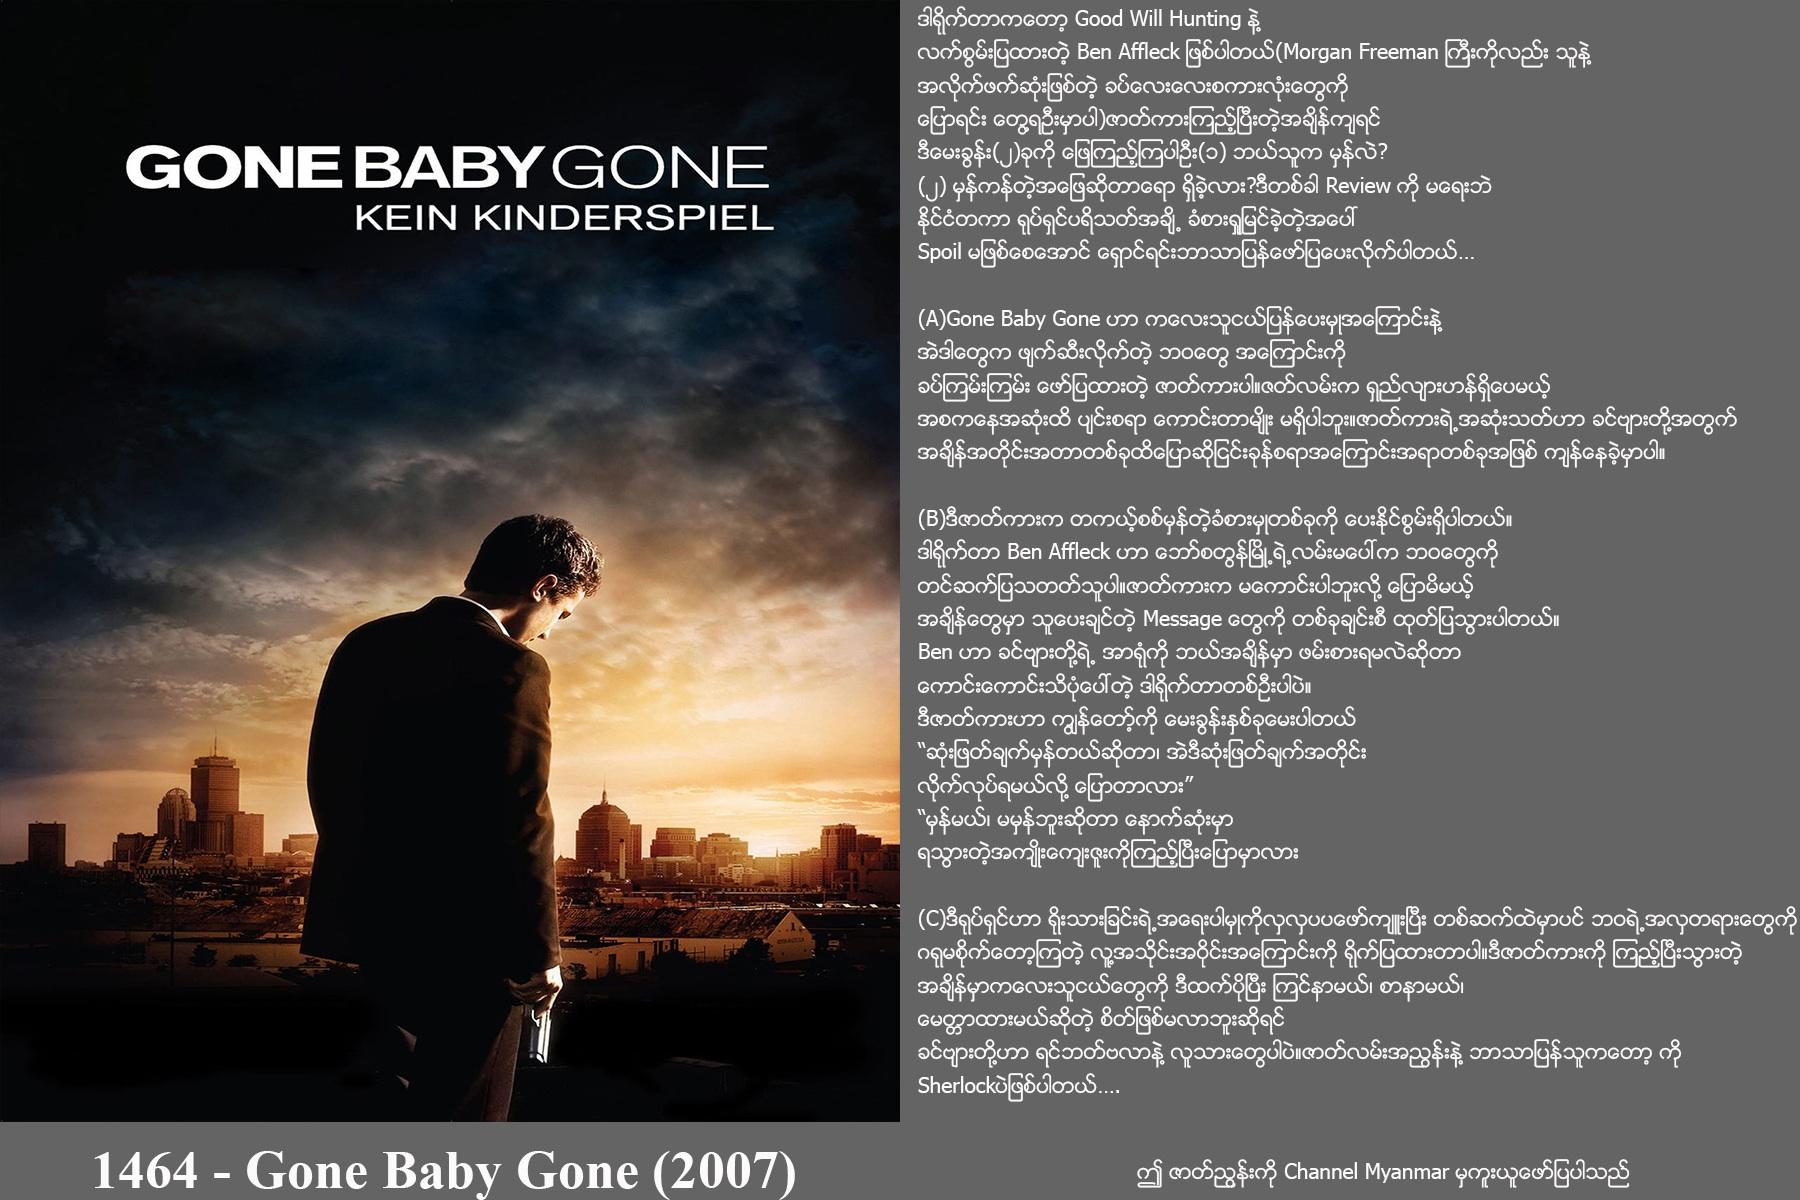 GONE BABY GONE
KEIN KINDERSPIEL
ဒါရိုက်တာကတော့ Good Will Hunting နဲ့
လက်စွမ်းပြထားတဲ့ Ben Affleck ဖြစ်ပါတယ်(Morgan Freeman ကြီးကိုလည်း သူနဲ့
အလိုက်ဖက်ဆုံးဖြစ်တဲ့ ခပ်လေးလေးစကားလုံးတွေကို
ပြောရင်း တွေ့ရဦးမှာပါ)ဇာတ်ကားကြည့်ပြီးတဲ့အချိန်ကျရင်
ဒီမေးခွန်း(၂)ခုကို ဖြေကြည့်ကြပါဦး(၁) ဘယ်သူက မှန်လဲ?
(၂) မှန်ကန်တဲ့အဖြေဆိုတာရော ရှိခဲ့လား?ဒီတစ်ခါ Review ကို မရေးဘဲ
နိုင်ငံတကာ ရုပ်ရှင်ပရိသတ်အချို့ ခံစားရှုမြင်ခဲ့တဲ့အပေါ်
Spoil မဖြစ်စေအောင် ရှောင်ရင်းဘာသာပြန်ဖော်ပြပေးလိုက်ပါတယ်...
(A)Gone Baby Gone ဟာ ကလေးသူငယ်ပြန်ပေးမှုအကြောင်းနဲ့
အဲဒါတွေက ဖျက်ဆီးလိုက်တဲ့ ဘဝတွေ အကြောင်းကို
ခပ်ကြမ်းကြမ်း ဖော်ပြထားတဲ့ ဇာတ်ကားပါ။ဇတ်လမ်းက ရှည်လျားဟန်ရှိပေမယ့်
အစကနေအဆုံးထိ ပျင်းစရာ ကောင်းတာမျိုး မရှိပါဘူး။ဇာတ်ကားရဲ့အဆုံးသတ်ဟာ ခင်ဗျားတို့အတွက်
အချိန်အတိုင်းအတာတစ်ခုထိပြောဆိုငြင်းခုန်စရာအကြောင်းအရာတစ်ခုအဖြစ် ကျန်နေခဲ့မှာပါ။
(B)ဒီဇာတ်ကားက တကယ့်စစ်မှန်တဲ့ခံစားမှုတစ်ခုကို ပေးနိုင်စွမ်းရှိပါတယ်။
ဒါရိုက်တာ Ben Affleck ဟာ ဘော်စတွန်မြို့ရဲ့လမ်းမပေါ်က ဘဝတွေကို
တင်ဆက်ပြသတတ်သူပါ။ဇာတ်ကားက မကောင်းပါဘူးလို့ ပြောမိမယ့်
အချိန်တွေမှာ သူပေးချင်တဲ့ Message တွေကို တစ်ခုချင်းစီ ထုတ်ပြသွားပါတယ်။
Ben ဟာ ခင်ဗျားတို့ရဲ့ အာရုံကို ဘယ်အချိန်မှာ ဖမ်းစားရမလဲဆိုတာ
ကောင်းကောင်းသိပုံပေါ်တဲ့ ဒါရိုက်တာတစ်ဦးပါပဲ။
ဒီဇာတ်ကားဟာ ကျွန်တော့်ကို မေးခွန်းနှစ်ခုမေးပါတယ်
“ဆုံးဖြတ်ချက်မှန်တယ်ဆိုတာ၊ အဲဒီဆုံးဖြတ်ချက်အတိုင်း
လိုက်လုပ်ရမယ်လို့ ပြောတာလား”
“မှန်မယ်၊ မမှန်ဘူးဆိုတာ နောက်ဆုံးမှာ
ရသွားတဲ့အကျိုးကျေးဇူးကိုကြည့်ပြီးပြောမှာလား
(C)ဒီရုပ်ရှင်ဟာ ရိုးသားခြင်းရဲ့အရေးပါမှုကိုလှလှပပဖော်ကျူးပြီး တစ်ဆက်ထဲမှာပင် ဘဝရဲ့အလှတရားတွေကို
ဂရုမစိုက်တော့ကြတဲ့ လူ့အသိုင်းအဝိုင်းအကြောင်းကို ရိုက်ပြထားတာပါ။ဒီဇာတ်ကားကို ကြည့်ပြီးသွားတဲ့
အချိန်မှာကလေးသူငယ်တွေကို ဒီထက်ပိုပြီး ကြင်နာမယ်၊ စာနာမယ်၊
မေတ္တာထားမယ်ဆိုတဲ့ စိတ်ဖြစ်မလာဘူးဆိုရင်
ခင်ဗျားတို့ဟာ ရင်ဘတ်ဗလာနဲ့ လူသားတွေပါပဲ။ဇာတ်လမ်းအညွှန်းနဲ့ ဘာသာပြန်သူကတော့ ကို
Sherlockပဲဖြစ်ပါတယ်....
1464 - Gone Baby Gone (2007)
ဤ ဇာတ်ညွှန်းကို Channel Myanmar မှကူးယူဖော်ပြပါသည်